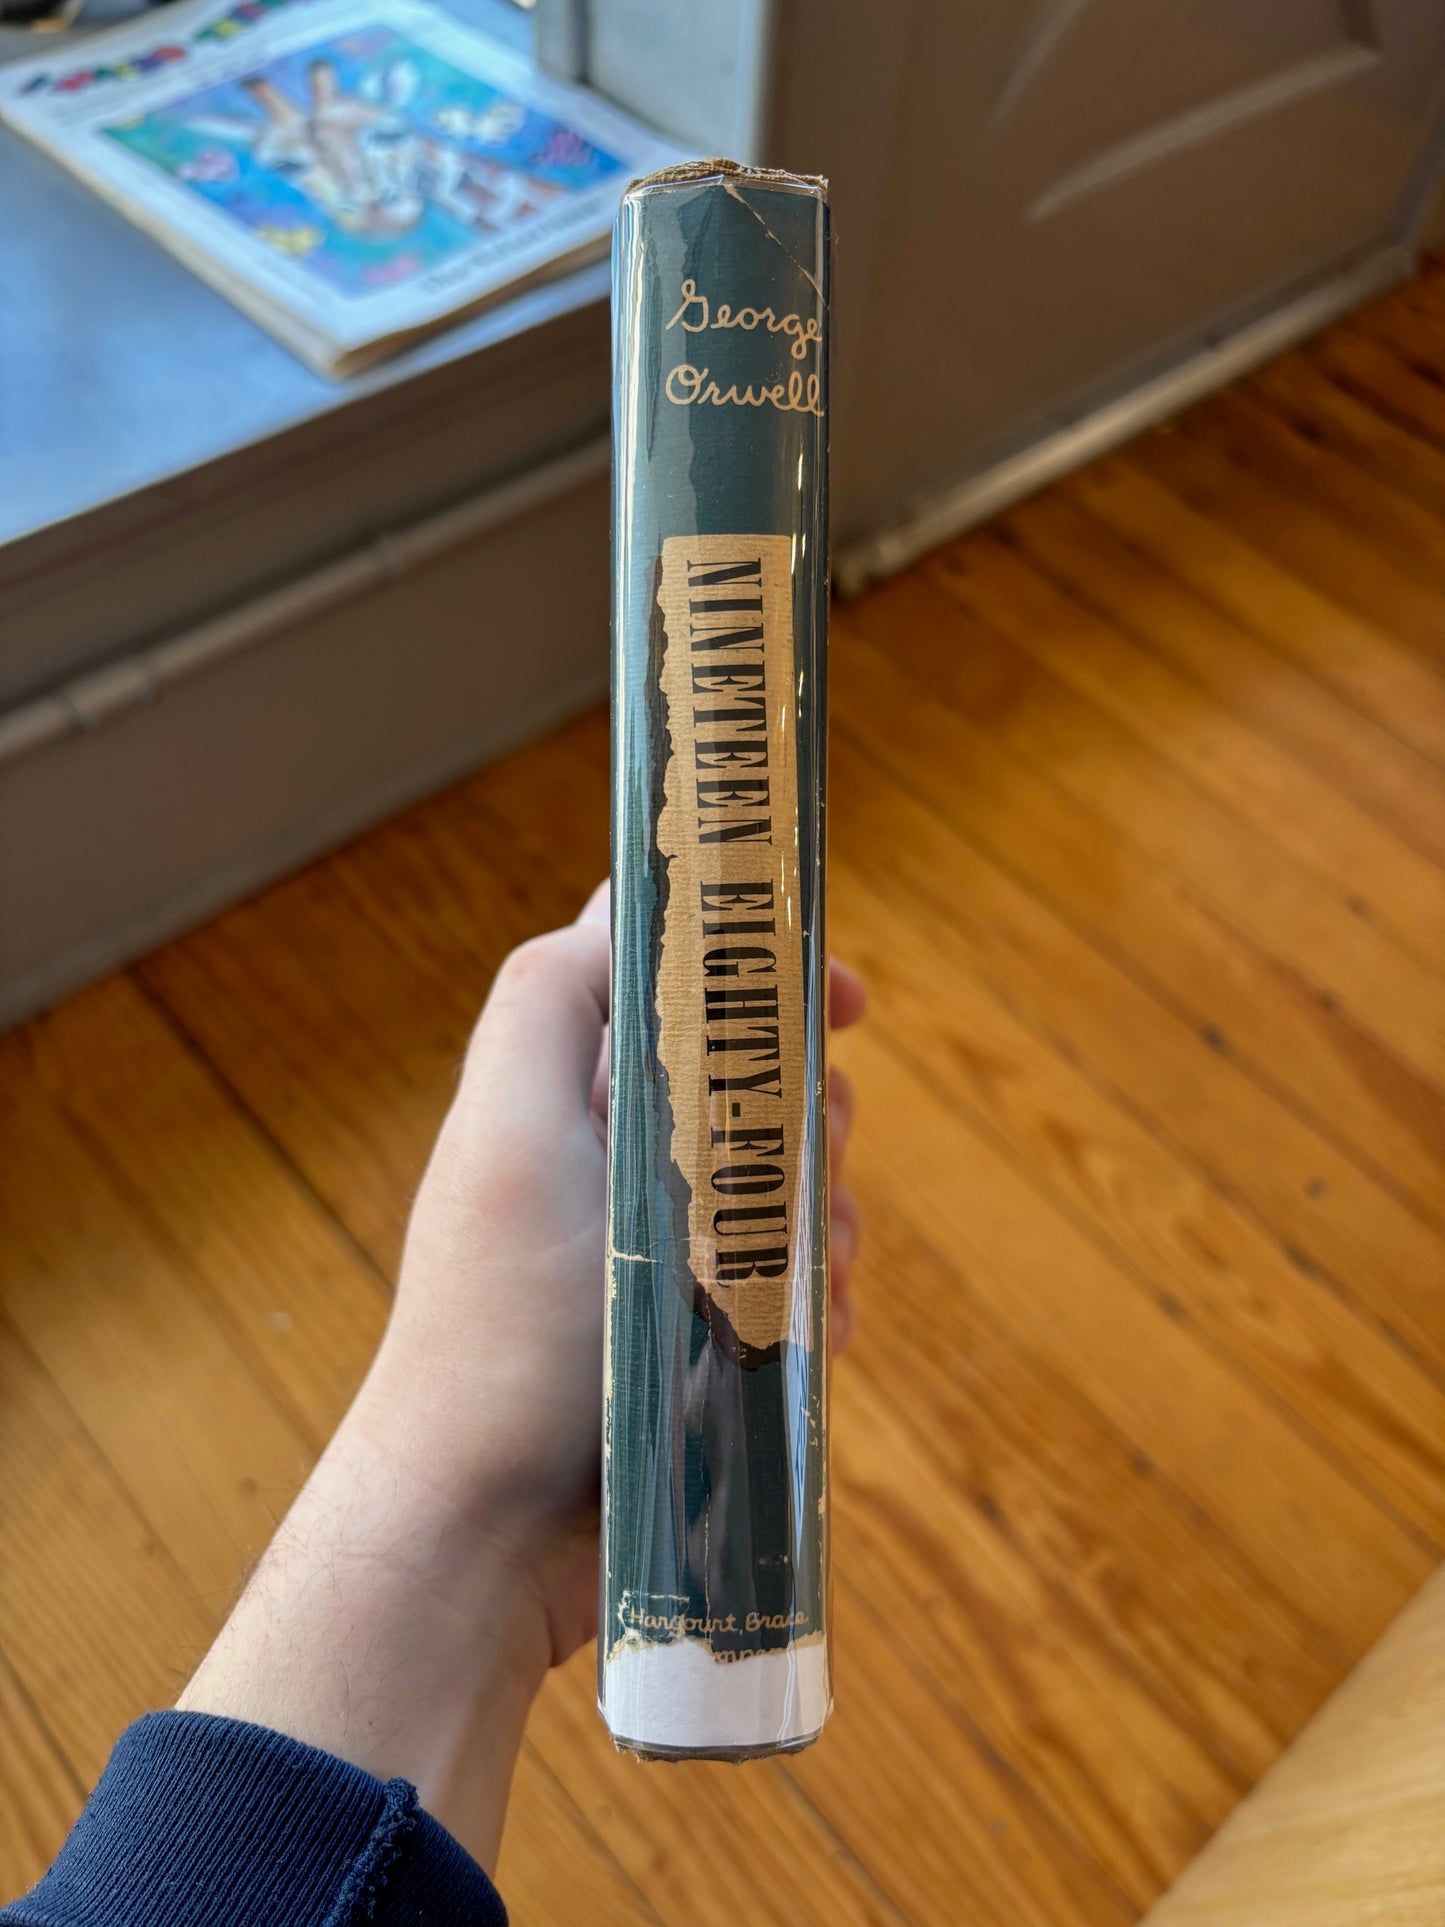 George
Orwell
NINETEEN EIGHTY-FOUR
Harcourt, Brace